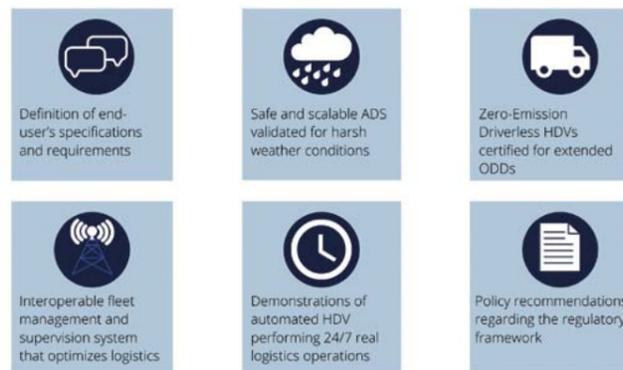 Definition of end-
user's specifications
and requirements
Safe and scalable ADS
validated for harsh
weather conditions
Zero-Emission
Driverless HDVs
certified for extended
ODDs
Interoperable fleet
management and
supervision system
that optimizes logistics
Demonstrations of
automated HDV
performing 24/7 real
logistics operations
Policy recommendations
regarding the regulatory
framework